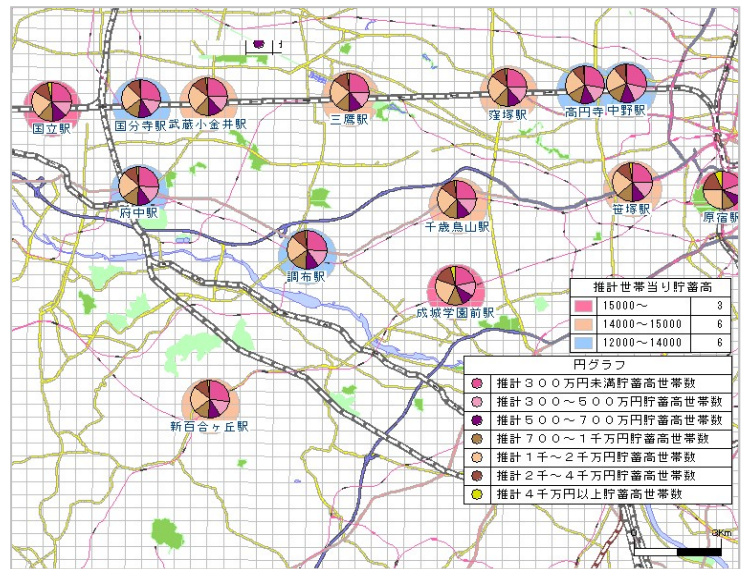 国立駅
国分寺駅
武蔵小金井駅
三鷹駅
窪塚駅
高円寺
中野駅
府中駅
千歳烏山駅
笹塚駅
原宿駅
調布駅
成城学園前駅
新百合ヶ丘駅
推計世帯当り貯蓄高
15000～ 3
14000～15000 6
12000～14000 6
円グラフ
推計３００万円未満貯蓄高世帯数
推計３００～５００万円貯蓄高世帯数
推計５００～７００万円貯蓄高世帯数
推計７００～１千万円貯蓄高世帯数
推計１千～２千万円貯蓄高世帯数
推計２千～４千万円貯蓄高世帯数
推計４千万円以上貯蓄高世帯数